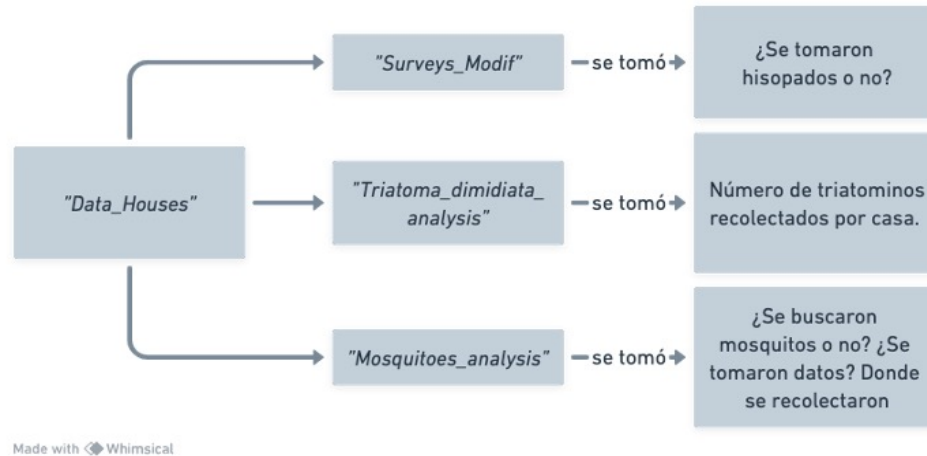 "Surveys_Modif"
se tomó
¿Se tomaron
hisopados o no?
"Data_Houses"
"Triatoma_dimidiata_
analysis"
se tomó
Número de triatominos
recolectados por casa.
"Mosquitoes_analysis"
se tomó
¿Se buscaron
mosquitos o no? ¿Se
tomaron datos? Donde
se recolectaron
Made with Whimsical